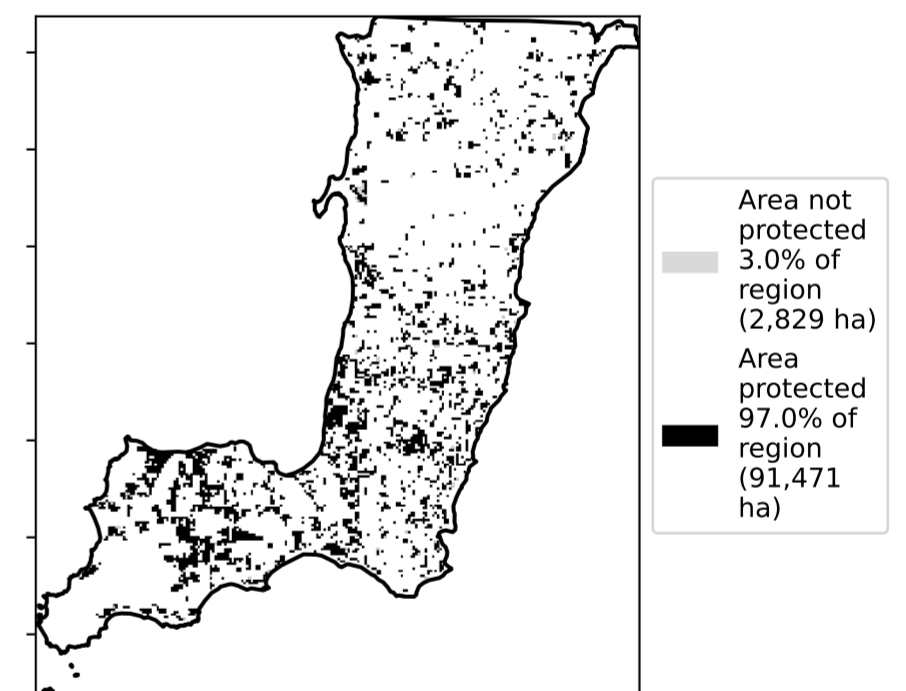 Area not
protected
3.0% of
region
(2,829 ha)
Area
protected
97.0% of
region
(91,471
ha)